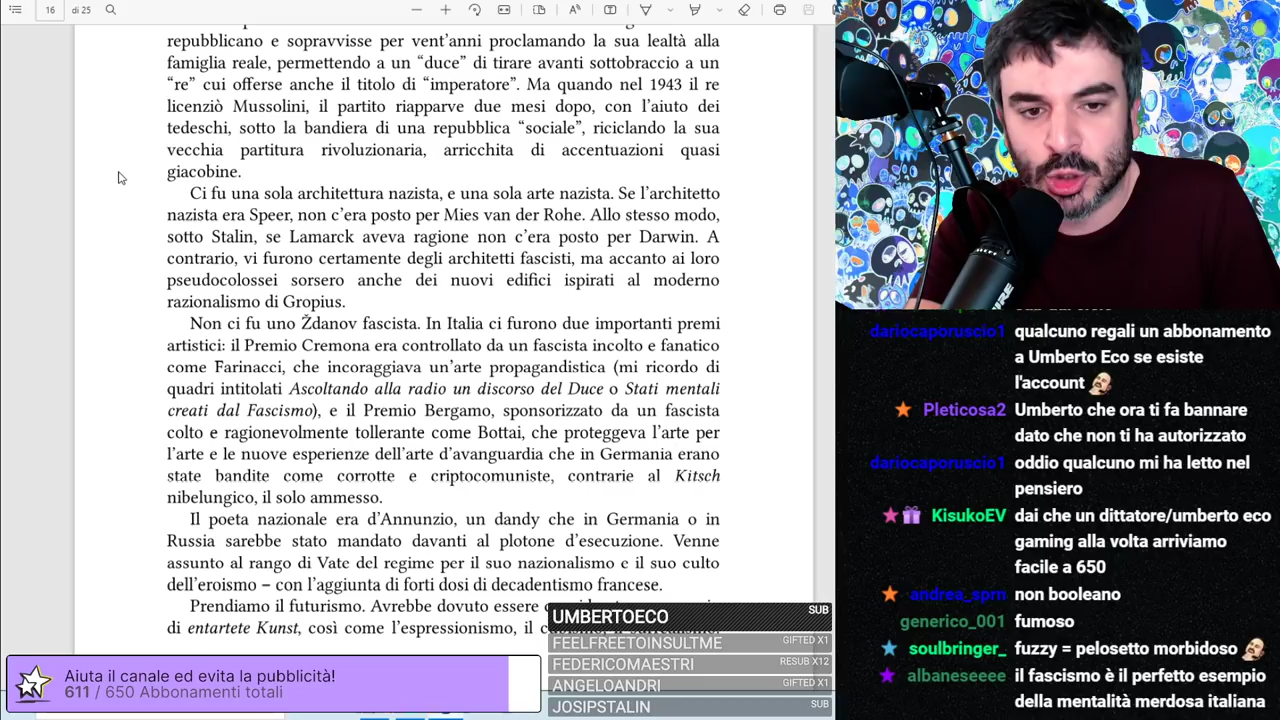 16
di 25
repubblicano e sopravvisse per vent’anni proclamando la sua lealtà alla
famiglia reale, permettendo a un “duce” di tirare avanti sottobraccio a un
“re” cui offerse anche il titolo di “imperatore”. Ma quando nel 1943 il re
licenziò Mussolini, il partito riapparve due mesi dopo, con l’aiuto dei
tedeschi, sotto la bandiera di una repubblica “sociale”, riciclando la sua
vecchia partitura rivoluzionaria, arricchita di accentuazioni quasi
giacobine.
Ci fu una sola architettura nazista, e una sola arte nazista. Se l’architetto
nazista era Speer, non c’era posto per Mies van der Rohe. Allo stesso modo,
sotto Stalin, se Lamarck aveva ragione non c’era posto per Darwin. A
contrario, vi furono certamente degli architetti fascisti, ma accanto ai loro
pseudocolossei sorsero anche dei nuovi edifici ispirati al moderno
razionalismo di Gropius.
Non ci fu uno Ždanov fascista. In Italia ci furono due importanti premi
artistici: il Premio Cremona era controllato da un fascista incolto e fanatico
come Farinacci, che incoraggiava un’arte propagandistica (mi ricordo di
quadri intitolati Ascoltando alla radio un discorso del Duce o Stati mentali
creati dal Fascismo), e il Premio Bergamo, sponsorizzato da un fascista
colto e ragionevolmente tollerante come Bottai, che proteggeva l’arte per
l’arte e le nuove esperienze dell’arte d’avanguardia che in Germania erano
state bandite come corrotte e criptocomuniste, contrarie al Kitsch
nibelungico, il solo ammesso.
Il poeta nazionale era d’Annunzio, un dandy che in Germania o in
Russia sarebbe stato mandato davanti al plotone d’esecuzione. Venne
assunto al rango di Vate del regime per il suo nazionalismo e il suo culto
dell’eroismo – con l’aggiunta di forti dosi di decadentismo francese.
Prendiamo il futurismo. Avrebbe dovuto essere
di entartete Kunst, così come l’espressionismo, il
UMBERTOECO SUB
FEELFREETOINSULTME GIFTED X1
FEDERICOMAESTRI RESUB X12
ANGELOANDRI GIFTED X1
JOSIPSTALIN SUB
Aiuta il canale ed evita la pubblicità!
611 / 650 Abbonamenti totali
dariocaporuscio1 qualcuno regali un abbonamento
a Umberto Eco se esiste
l'account
Pleticosa2 Umberto che ora ti fa bannare
dato che non ti ha autorizzato
dariocaporuscio1 oddio qualcuno mi ha letto nel
pensiero
KisukoEV dai che un dittatore/umberto eco
gaming alla volta arriviamo
facile a 650
andrea_sprn non booleano
generico_001 fumoso
soulbringer_ fuzzy = pelosetto morbidoso
albaneseeee il fascismo è il perfetto esempio
della mentalità merdosa italiana